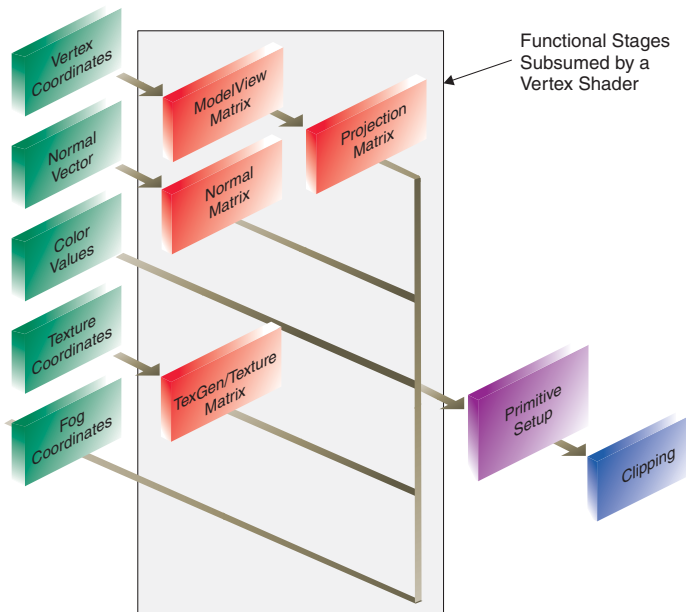 Vertex
Coordinates
ModelView
Matrix
Projection
Matrix
Functional Stages
Subsumed by a
Vertex Shader
Normal
Vector
Normal
Matrix
Color
Values
Texture
Coordinates
TexGen/Texture
Matrix
Fog
Coordinates
Primitive
Setup
Clipping